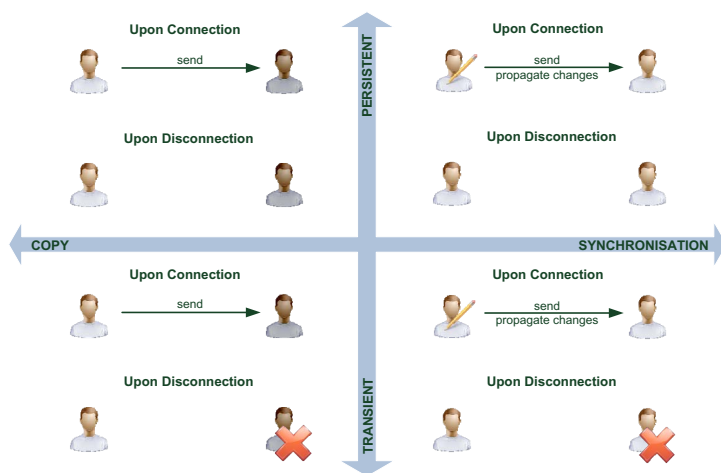 Upon Connection
send
Upon Disconnection
PERSISTENT
Upon Connection
send
propagate changes
Upon Disconnection
COPY
SYNCHRONISATION
Upon Connection
send
Upon Disconnection
TRANSIENT
Upon Connection
send
propagate changes
Upon Disconnection